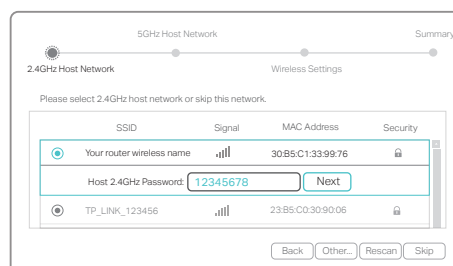 5GHz Host Network Summary
2.4GHz Host Network Wireless Settings
Please select 2.4GHz host network or skip this network.
SSID Signal MAC Address Security
Your router wireless name 30:B5:C1:33:99:76
Host 2.4GHz Password: 12345678 Next
TP_LINK_123456 23:B5:C0:30:90:06
Back Other... Rescan Skip